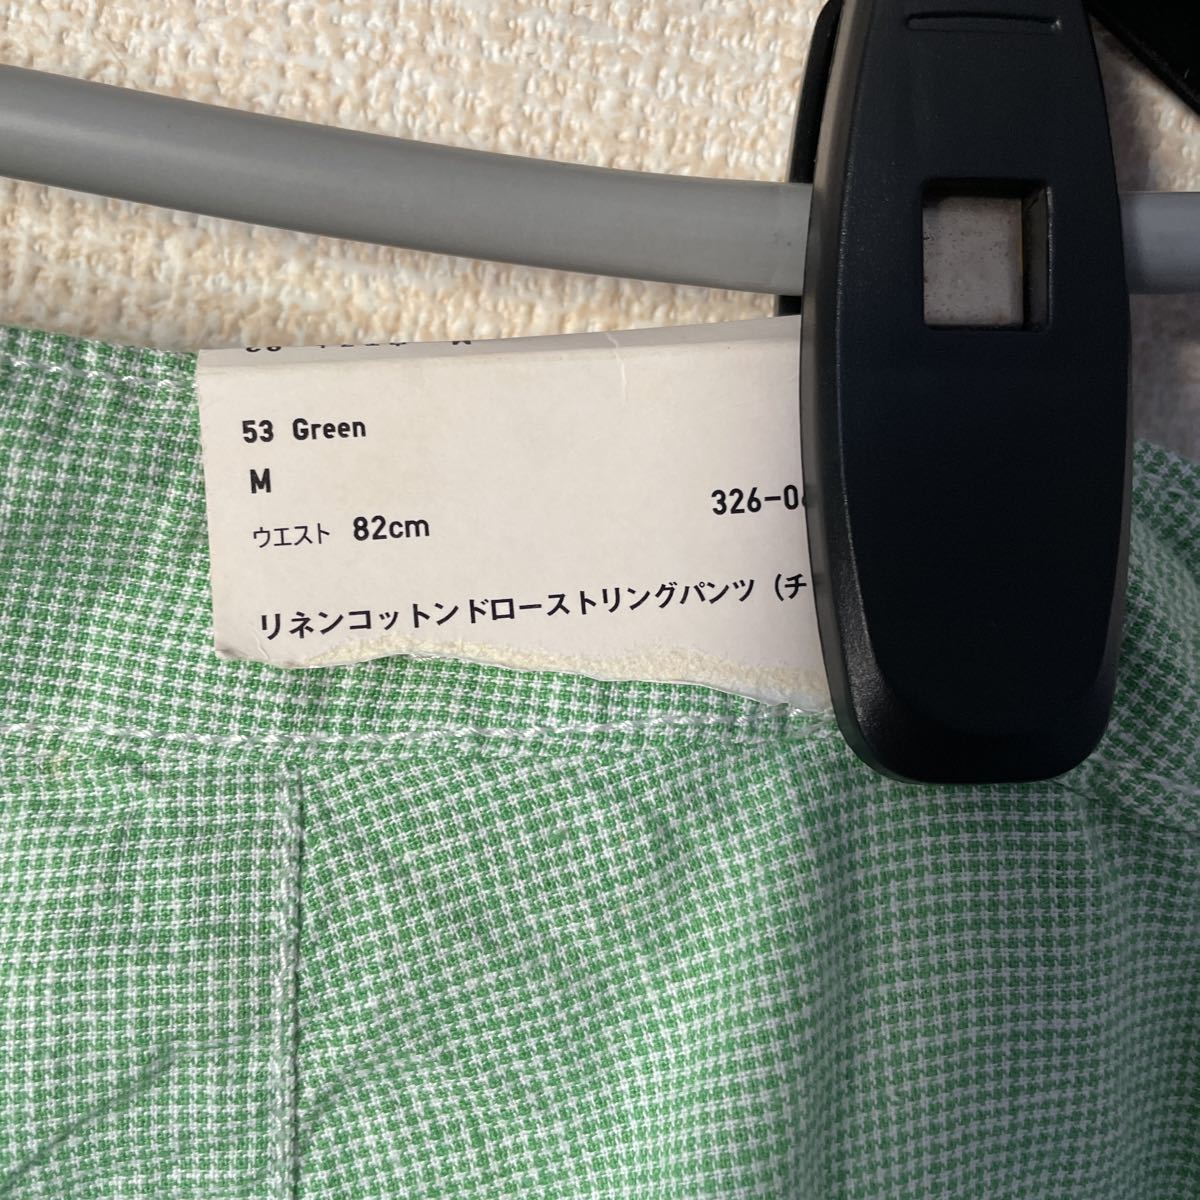 53 Green
M
ウエスト 82cm
326-0
リネンコットンドローストリングパンツ (チ